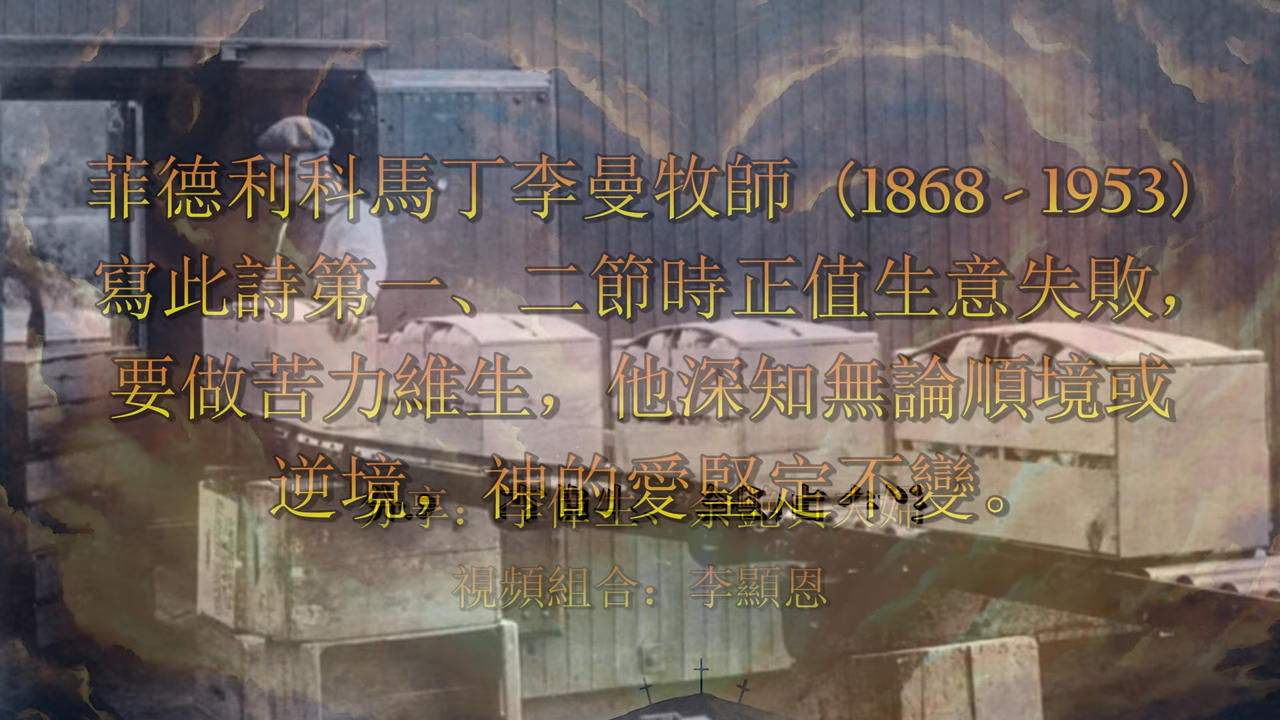 菲德利科馬丁李曼牧師（1868 - 1953）
寫此詩第一、二節時正值生意失敗，
要做苦力維生，他深知無論順境或
逆境，神的愛堅定不變。
視頻組合：李顯恩